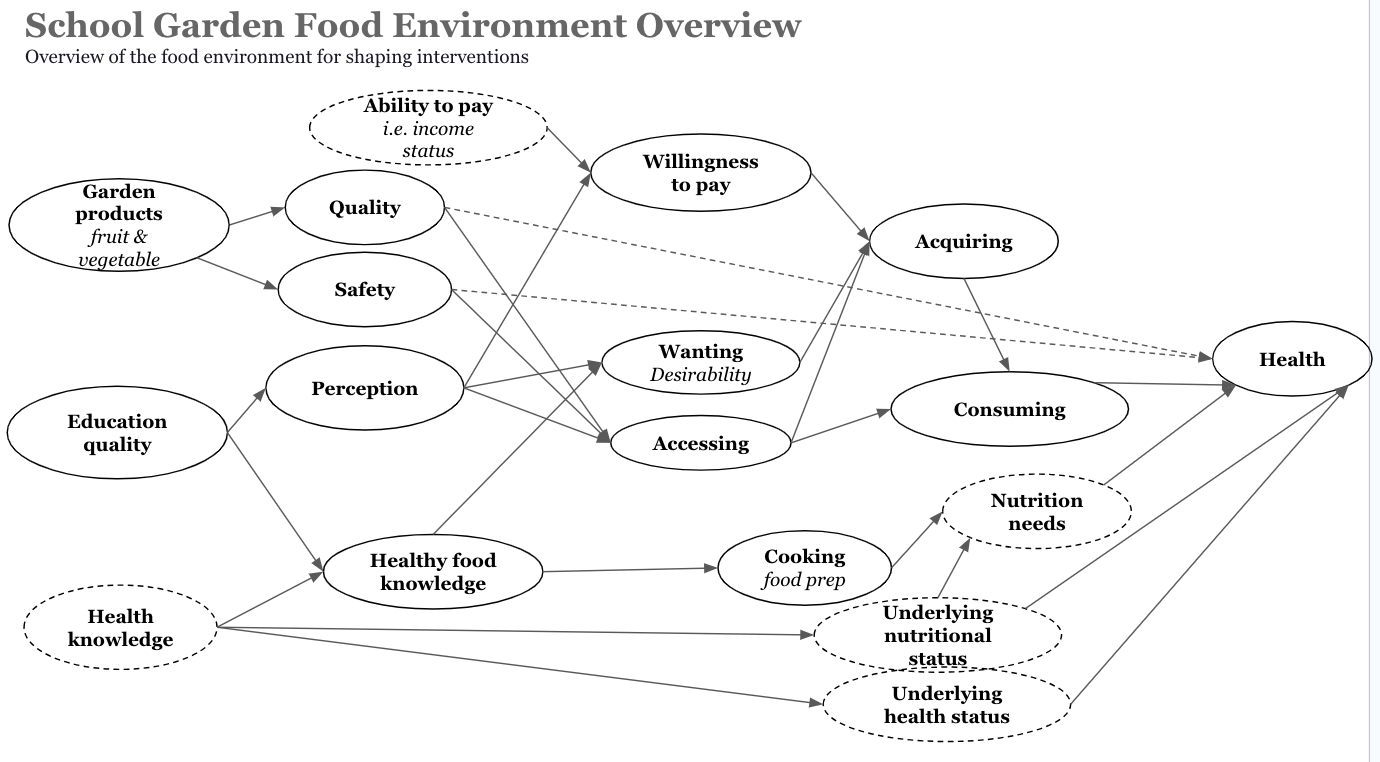 School Garden Food Environment Overview
Overview of the food environment for shaping interventions
Ability to pay
i.e. income
status
Willingness
to pay
Garden
products
fruit &
vegetable
Quality
Acquiring
Safety
Wanting
Desirability
Health
Perception
Education
quality
Accessing
Consuming
Nutrition
needs
Healthy food
knowledge
Cooking
food prep
Health
knowledge
Underlying
nutritional
status
Underlying
health status